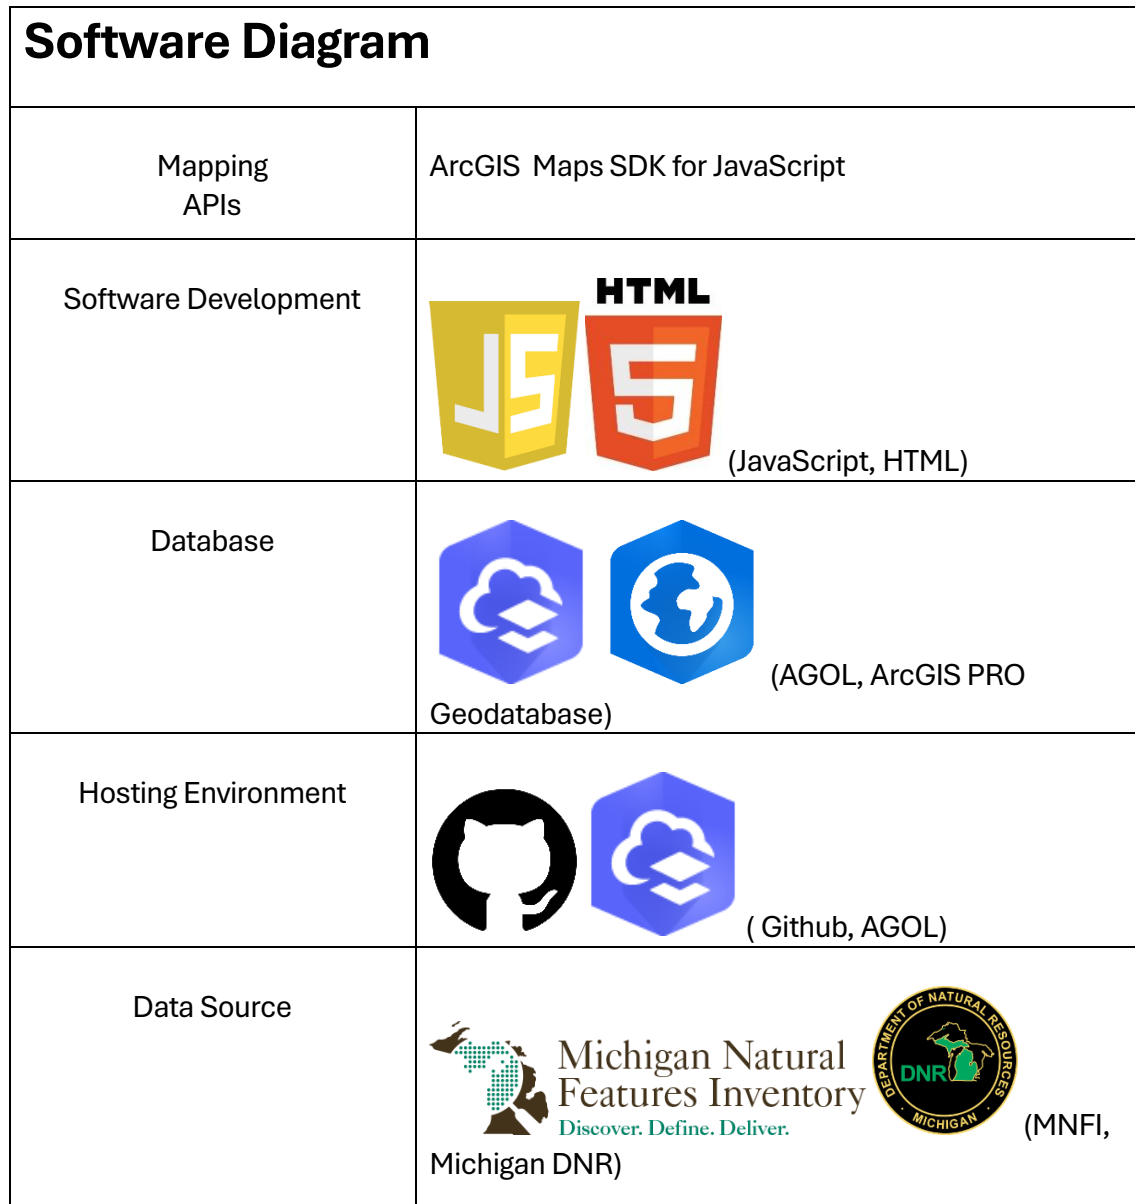 Software Diagram
Mapping
APIs
ArcGIS  Maps SDK for JavaScript
Software Development
JS
HTML
5
(JavaScript, HTML)
Database
(AGOL, ArcGIS PRO
Geodatabase)
Hosting Environment
( Github, AGOL)
Data Source
Michigan Natural
Features Inventory
Discover. Define. Deliver.
DEPARTMENT OF NATURAL RESOURCES
DNR
MICHIGAN
(MNFI,
Michigan DNR)